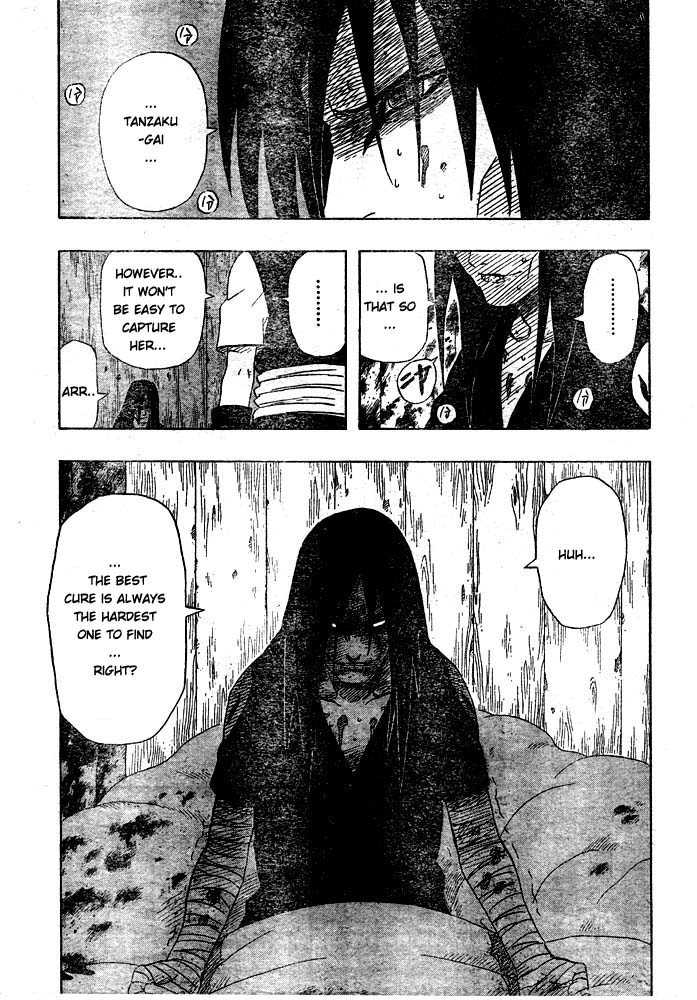 ...
TANZAKU
-GAI
...
........
... IS
THAT SO
...
........
HOWEVER..
IT WON'T
BE EASY TO
CAPTURE
HER...
ARR..
HUH...
...
THE BEST
CURE IS ALWAYS
THE HARDEST
ONE TO FIND
...
RIGHT?